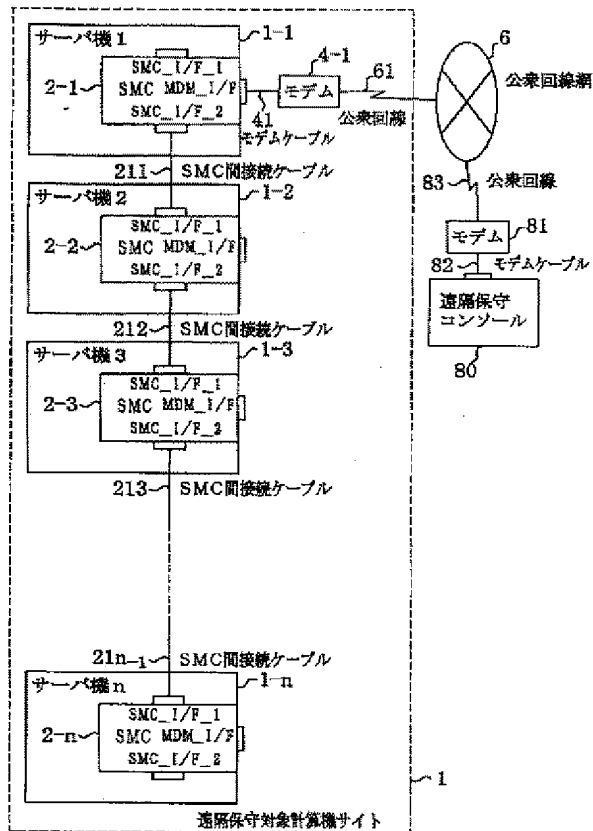 サーバ機1
1-1
2-1
SMC_I/F_1
SMC MDM_I/F
SMC_I/F_2
4-1
モデム
41
モデムケーブル
61
公衆回線
6
公衆回線網
83
公衆回線
モデム
81
82
モデムケーブル
遠隔保守
コンソール
80
211
SMC間接続ケーブル
サーバ機2
1-2
2-2
SMC_I/F_1
SMC MDM_I/F
SMC_I/F_2
212
SMC間接続ケーブル
サーバ機3
1-3
2-3
SMC_I/F_1
SMC MDM_I/F
SMC_I/F_2
213
SMC間接続ケーブル
21n-1
SMC間接続ケーブル
サーバ機n
1-n
2-n
SMC_I/F_1
SMC MDM_I/F
SMC_I/F_2
1
遠隔保守対象計算機サイト